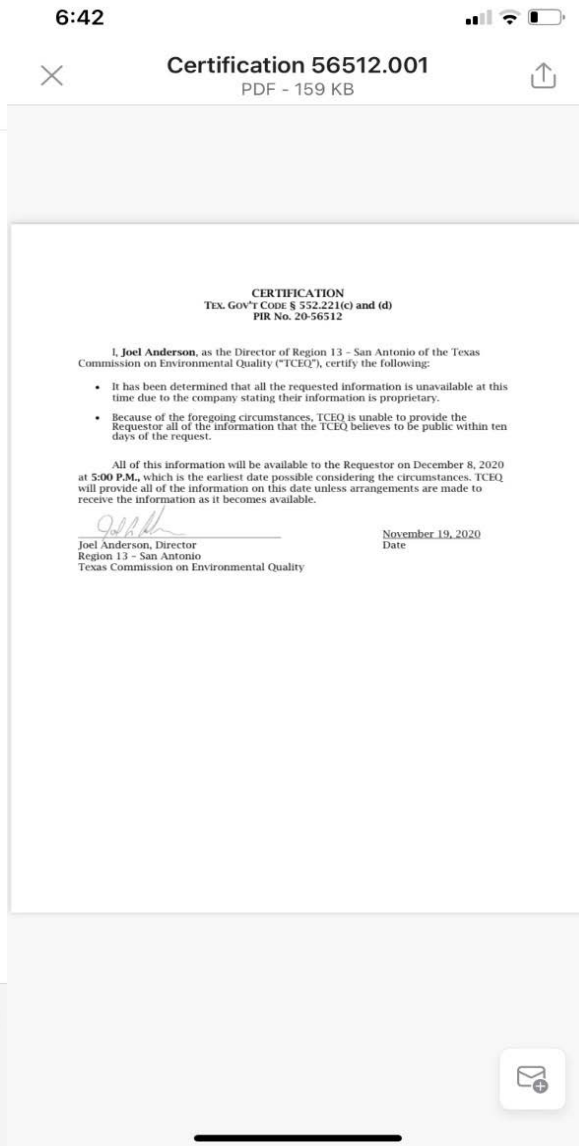 6:42
Certification 56512.001
PDF - 159 KB
CERTIFICATION
TEX. GOV'T CODE § 552.221(c) and (d)
PIR No. 20-56512
I, Joel Anderson, as the Director of Region 13 – San Antonio of the Texas
Commission on Environmental Quality ("TCEQ"), certify the following:
• It has been determined that all the requested information is unavailable at this
time due to the company stating their information is proprietary.
• Because of the foregoing circumstances, TCEQ is unable to provide the
Requestor all of the information that the TCEQ believes to be public within ten
days of the request.
All of this information will be available to the Requestor on December 8, 2020
at 5:00 P.M., which is the earliest date possible considering the circumstances. TCEQ
will provide all of the information on this date unless arrangements are made to
receive the information as it becomes available.
Joel Anderson, Director
Region 13 – San Antonio
Texas Commission on Environmental Quality
November 19, 2020
Date